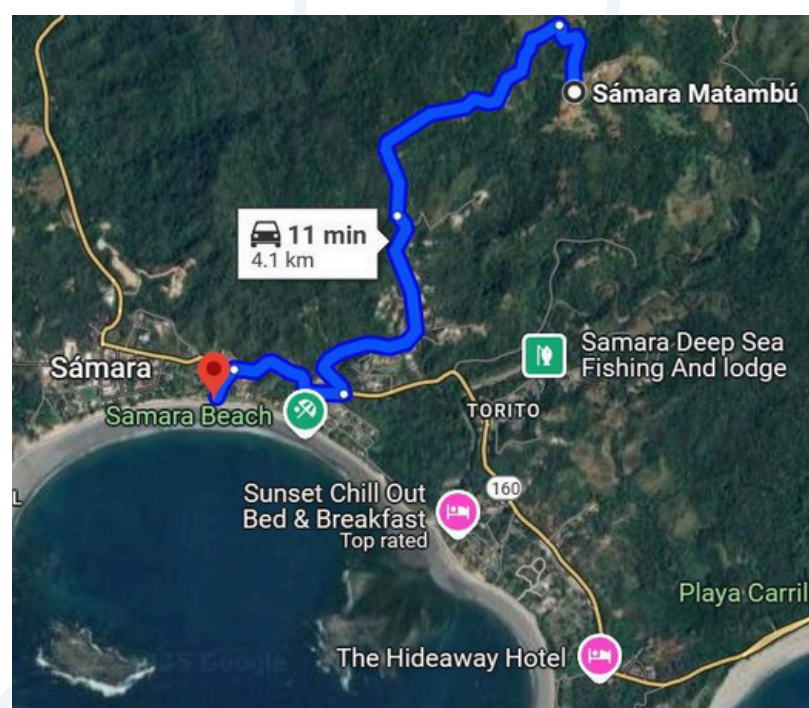 Sámara Matambú
11 min
4.1 km
Sámara
Samara Deep Sea
Fishing And lodge
Samara Beach
TORITO
L
Sunset Chill Out
Bed & Breakfast
Top rated
160
Playa Carril
The Hideaway Hotel
Google